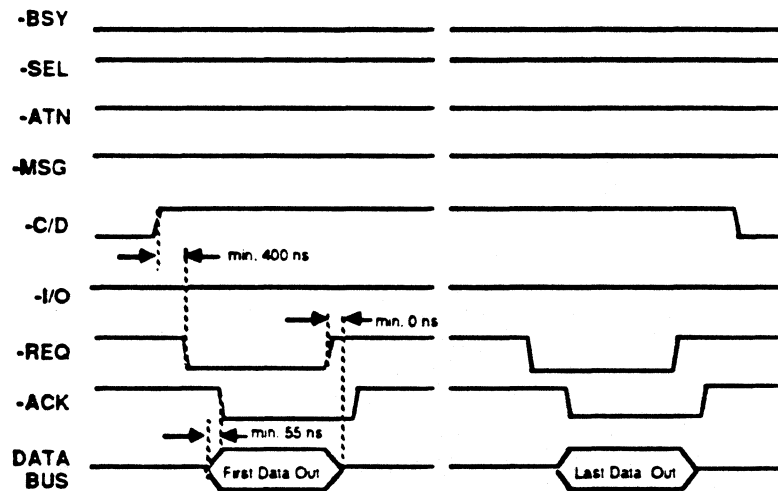 -BSY
-SEL
-ATN
-MSG
-C/D
min. 400 ns
-I/O
min. 0 ns
-REQ
-ACK
min. 55 ns
DATA
BUS
First Data Out
Last Data Out